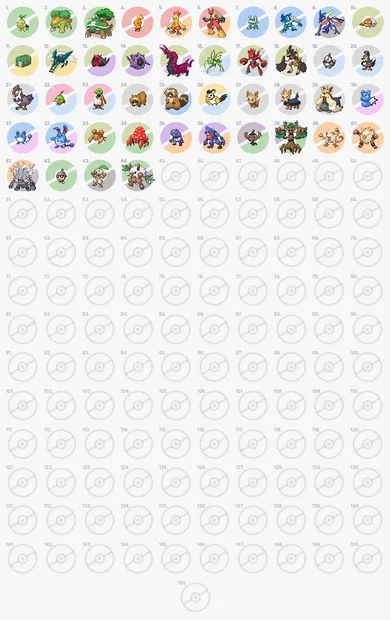 1. 2. 3. 4. 5. 6. 7. 8. 9. 10.
11. 12. 13. 14. 15. 16. 17. 18. 19. 20.
21. 22. 23. 24. 25. 26. 27. 28. 29. 30.
31. 32. 33. 34. 35. 36. 37. 38. 39. 40.
41. 42. 43. 44. 45. 46. 47. 48. 49. 50.
51. 52. 53. 54. 55. 56. 57. 58. 59. 60.
61. 62. 63. 64. 65. 66. 67. 68. 69. 70.
71. 72. 73. 74. 75. 76. 77. 78. 79. 80.
81. 82. 83. 84. 85. 86. 87. 88. 89. 90.
91. 92. 93. 94. 95. 96. 97. 98. 99. 100.
101. 102. 103. 104. 105. 106. 107. 108. 109. 110.
111. 112. 113. 114. 115. 116. 117. 118. 119. 120.
121. 122. 123. 124. 125. 126. 127. 128. 129. 130.
131. 132. 133. 134. 135. 136. 137. 138. 139. 140.
141. 142. 143. 144. 145. 146. 147. 148. 149. 150.
151.